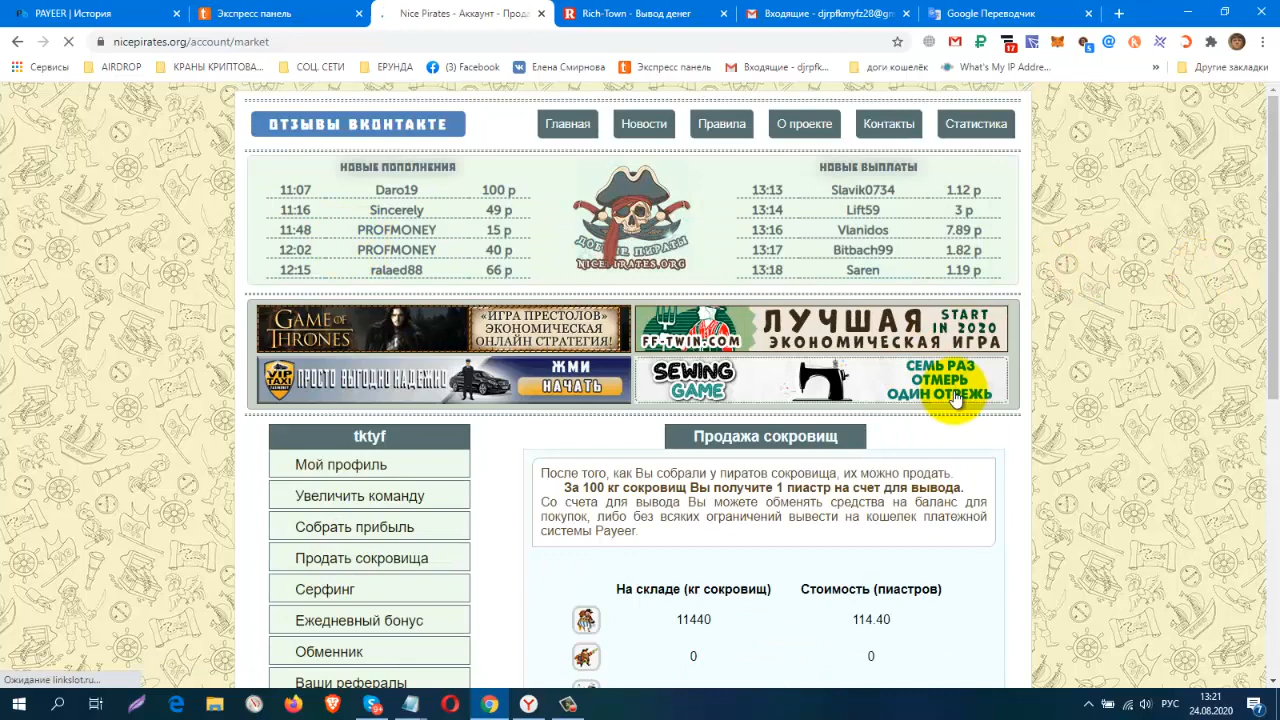 PAYEER | История
Экспресс панель
Nice Pirates - Аккаунт - Прода
Rich-Town - Вывод денег
Входящие - djrpfkmyfz28@gm
Google Переводчик
nicepirates.org/account/market
17
5
Сервисы
AIRDROP
КРАНЫ КРИПТОВА...
СОЦ СЕТИ
ЕРУНДА
(3) Facebook
Елена Смирнова
Экспресс панель
Входящие - djrpfk...
доги кошелёк
What's My IP Addre...
Другие закладки
ОТЗЫВЫ ВКОНТАКТЕ
Главная
Новости
Правила
О проекте
Контакты
Статистика
НОВЫЕ ПОПОЛНЕНИЯ
11:07 Daro19 100 р
11:16 Sincerely 49 р
11:48 PROFMONEY 15 р
12:02 PROFMONEY 40 р
12:15 ralaed88 66 р
ДОБРЫЕ ПИРАТЫ
NICEPIRATES.ORG
НОВЫЕ ВЫПЛАТЫ
13:13 Slavik0734 1.12 р
13:14 Lift59 3 р
13:16 Vlanidos 7.89 р
13:17 Bitbach99 1.82 р
13:18 Saren 1.19 р
GAME OF
THRONES
«ИГРА ПРЕСТОЛОВ»
ЭКОНОМИЧЕСКАЯ
ОНЛАЙН СТРАТЕГИЯ!
FF-TWIN.COM
ЛУЧШАЯ
START
IN 2020
ЭКОНОМИЧЕСКАЯ ИГРА
VIP
TAXI
ПРОСТО ВЫГОДНО НАДЕЖНО
ЖМИ
НАЧАТЬ
SEWING
GAME
СЕМЬ РАЗ
ОТМЕРЬ
ОДИН ОТРЕЖЬ
tktyf
Мой профиль
Увеличить команду
Собрать прибыль
Продать сокровища
Серфинг
Ежедневный бонус
Обменник
Ваши рефералы
Продажа сокровищ
После того, как Вы собрали у пиратов сокровища, их можно продать.
За 100 кг сокровищ Вы получите 1 пиастр на счет для вывода.
Со счета для вывода Вы можете обменять средства на баланс для
покупок, либо без всяких ограничений вывести на кошелек платежной
системы Payeer.
На складе (кг сокровищ) Стоимость (пиастров)
11440 114.40
0 0
Ожидание linkslot.ru...
РУС
13:21
24.08.2020
7